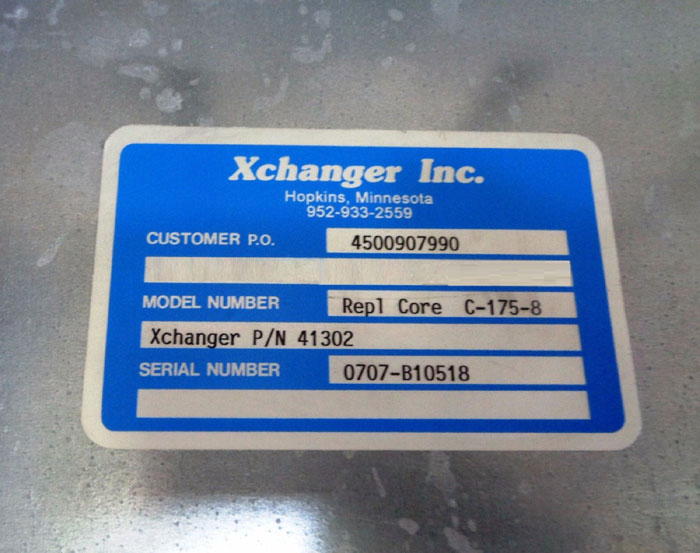 Xchanger Inc.
Hopkins, Minnesota
952-933-2559
CUSTOMER P.O. 4500907990
MODEL NUMBER Repl Core C-175-8
Xchanger P/N 41302
SERIAL NUMBER 0707-B10518